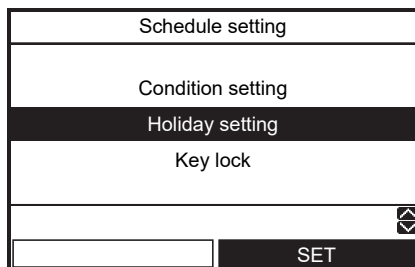 Schedule setting
Condition setting
Holiday setting
Key lock
SET